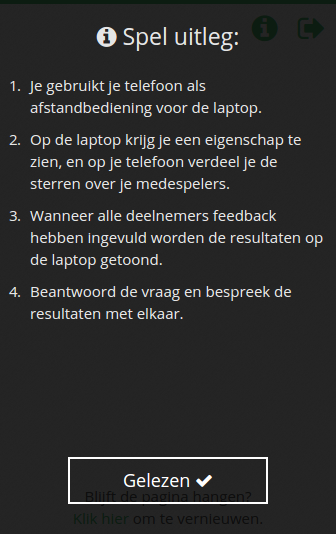 Spel uitleg:
1. Je gebruikt je telefoon als
afstandbediening voor de laptop.
2. Op de laptop krijg je een eigenschap te
zien, en op je telefoon verdeel je de
sterren over je medespelers.
3. Wanneer alle deelnemers feedback
hebben ingevuld worden de resultaten op
de laptop getoond.
4. Beantwoord de vraag en bespreek de
resultaten met elkaar.
Gelezen
Blijft de pagina hangen?
Klik hier om te vernieuwen.